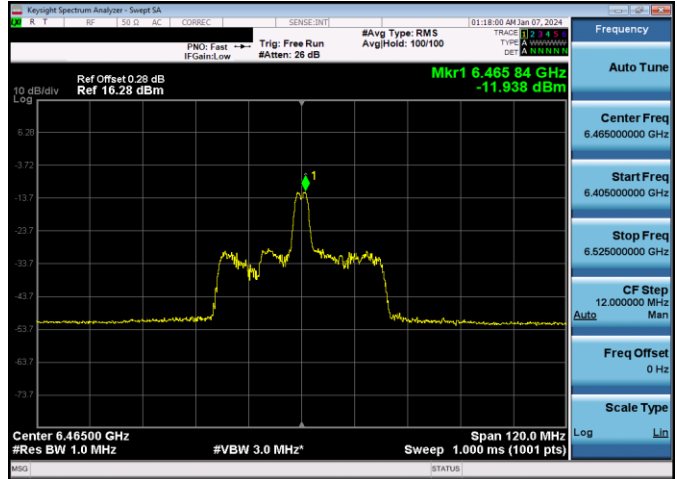 Keysight Spectrum Analyzer - Swept SA
R T RF 50 Ω AC CORREC SENSE:INT 01:18:00 AM Jan 07, 2024
PNO: Fast
IFGain:Low
Trig: Free Run
#Atten: 26 dB
#Avg Type: RMS
Avg|Hold: 100/100
TRACE 1 2 3 4 5 6
TYPE A WWWWW
DET A N N N N N
Ref Offset 0.28 dB
10 dB/div Ref 16.28 dBm
Log
Mkr1 6.465 84 GHz
-11.938 dBm
1
6.28
-3.72
-13.7
-23.7
-33.7
-43.7
-53.7
-63.7
-73.7
Center 6.46500 GHz Span 120.0 MHz
#Res BW 1.0 MHz #VBW 3.0 MHz* Sweep 1.000 ms (1001 pts)
MSG STATUS
Frequency
Auto Tune
Center Freq
6.465000000 GHz
Start Freq
6.405000000 GHz
Stop Freq
6.525000000 GHz
CF Step
12.000000 MHz
Auto Man
Freq Offset
0 Hz
Scale Type
Log Lin